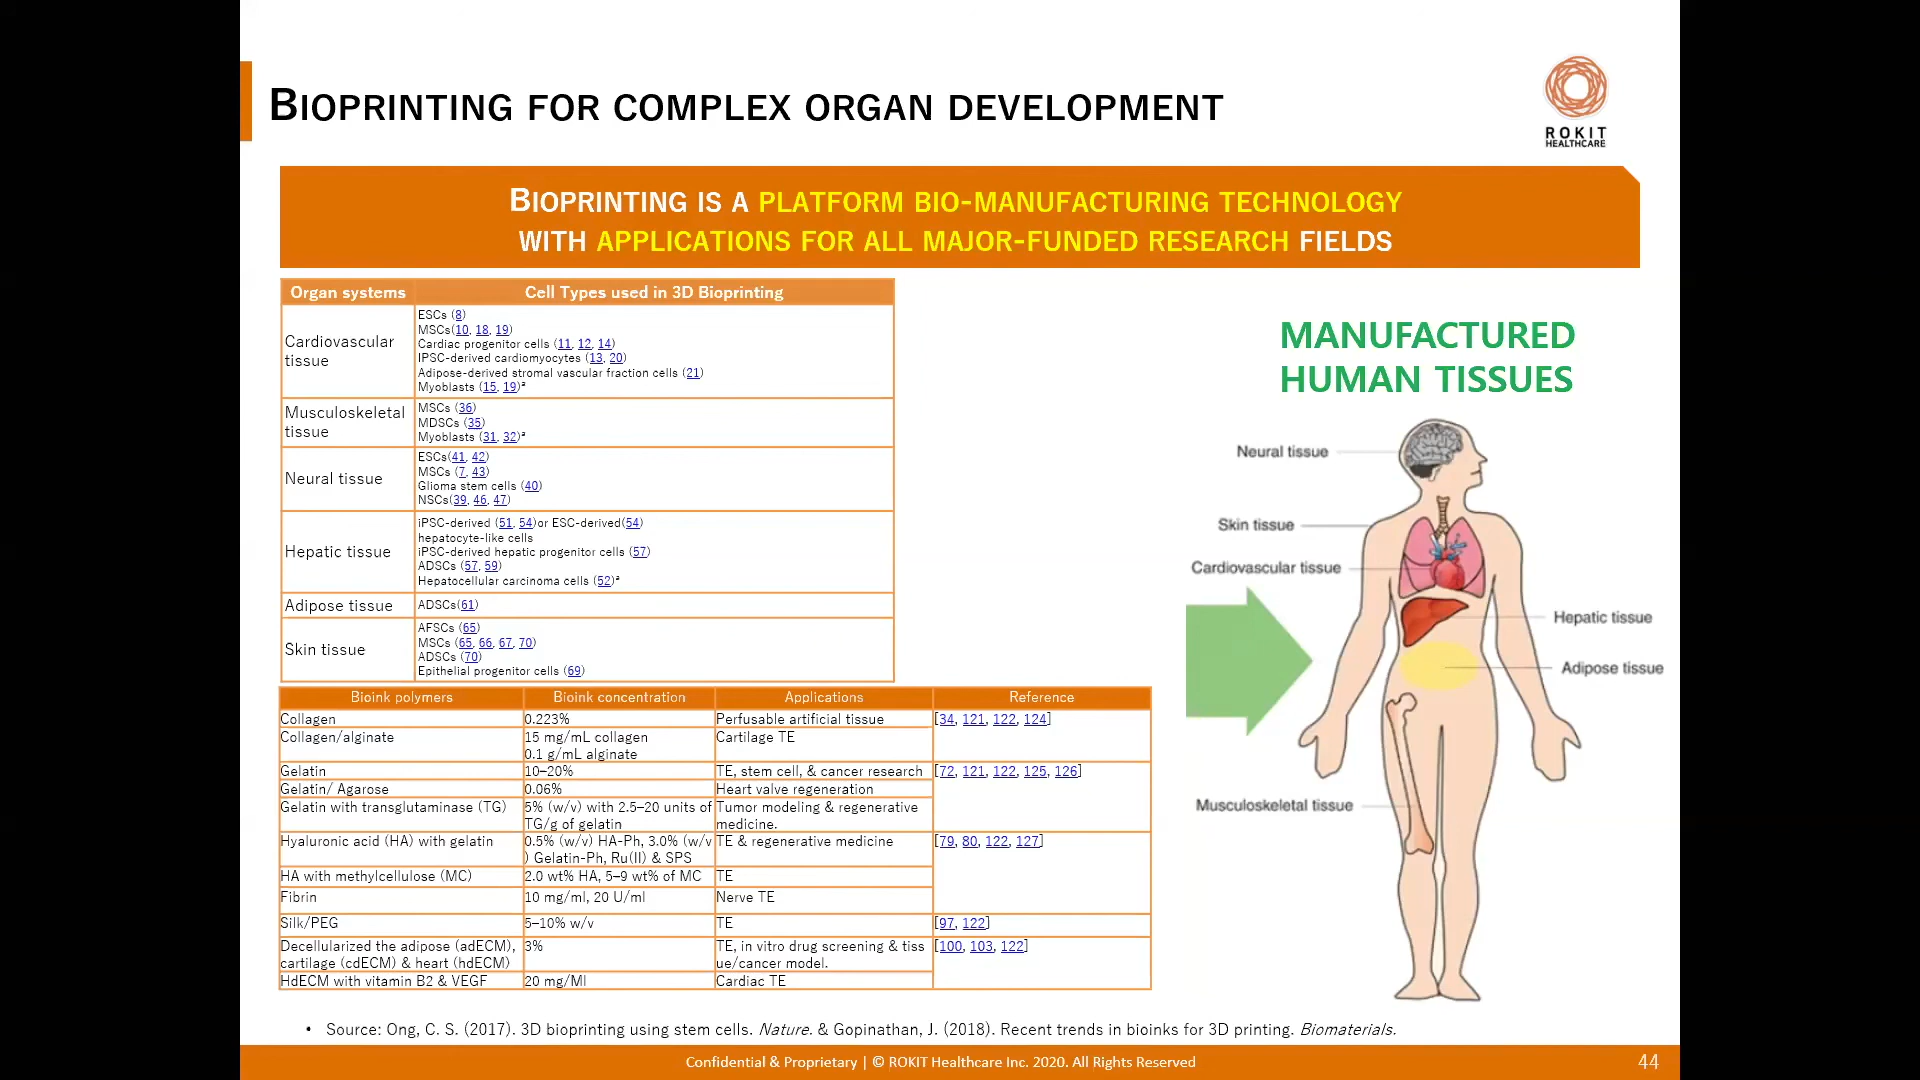 BIOPRINTING FOR COMPLEX ORGAN DEVELOPMENT
ROKIT
HEALTHCARE
BIOPRINTING IS A PLATFORM BIO-MANUFACTURING TECHNOLOGY
WITH APPLICATIONS FOR ALL MAJOR-FUNDED RESEARCH FIELDS
Organ systems Cell Types used in 3D Bioprinting
Cardiovascular
tissue
ESCs (8)
MSCs(10, 18, 19)
Cardiac progenitor cells (11, 12, 14)
IPSC-derived cardiomyocytes (13, 20)
Adipose-derived stromal vascular fraction cells (21)
Myoblasts (15, 19)ª
Musculoskeletal
tissue
MSCs (36)
MDSCs (35)
Myoblasts (31, 32)ª
Neural tissue
ESCs(41, 42)
MSCs (7, 43)
Glioma stem cells (40)
NSCs(39, 46, 47)
Hepatic tissue
iPSC-derived (51, 54)or ESC-derived(54)
hepatocyte-like cells
iPSC-derived hepatic progenitor cells (57)
ADSCs (57, 59)
Hepatocellular carcinoma cells (52)ª
Adipose tissue
ADSCs(61)
Skin tissue
AFSCs (65)
MSCs (65, 66, 67, 70)
ADSCs (70)
Epithelial progenitor cells (69)
Bioink polymers Bioink concentration Applications Reference
Collagen 0.223% Perfusable artificial tissue [34, 121, 122, 124]
Collagen/alginate 15 mg/mL collagen Cartilage TE
0.1 g/mL alginate
Gelatin 10–20% TE, stem cell, & cancer research [72, 121, 122, 125, 126]
Gelatin/ Agarose 0.06% Heart valve regeneration
Gelatin with transglutaminase (TG) 5% (w/v) with 2.5–20 units of Tumor modeling & regenerative
TG/g of gelatin medicine.
Hyaluronic acid (HA) with gelatin 0.5% (w/v) HA-Ph, 3.0% (w/v TE & regenerative medicine [79, 80, 122, 127]
) Gelatin-Ph, Ru(II) & SPS
HA with methylcellulose (MC) 2.0 wt% HA, 5–9 wt% of MC TE
Fibrin 10 mg/ml, 20 U/ml Nerve TE
Silk/PEG 5–10% w/v TE [97, 122]
Decellularized the adipose (adECM), 3% TE, in vitro drug screening & tiss [100, 103, 122]
cartilage (cdECM) & heart (hdECM) ue/cancer model.
HdECM with vitamin B2 & VEGF 20 mg/Ml Cardiac TE
MANUFACTURED
HUMAN TISSUES
Neural tissue
Skin tissue
Cardiovascular tissue
Hepatic tissue
Adipose tissue
Musculoskeletal tissue
• Source: Ong, C. S. (2017). 3D bioprinting using stem cells. Nature. & Gopinathan, J. (2018). Recent trends in bioinks for 3D printing. Biomaterials.
Confidential & Proprietary | © ROKIT Healthcare Inc. 2020. All Rights Reserved
44